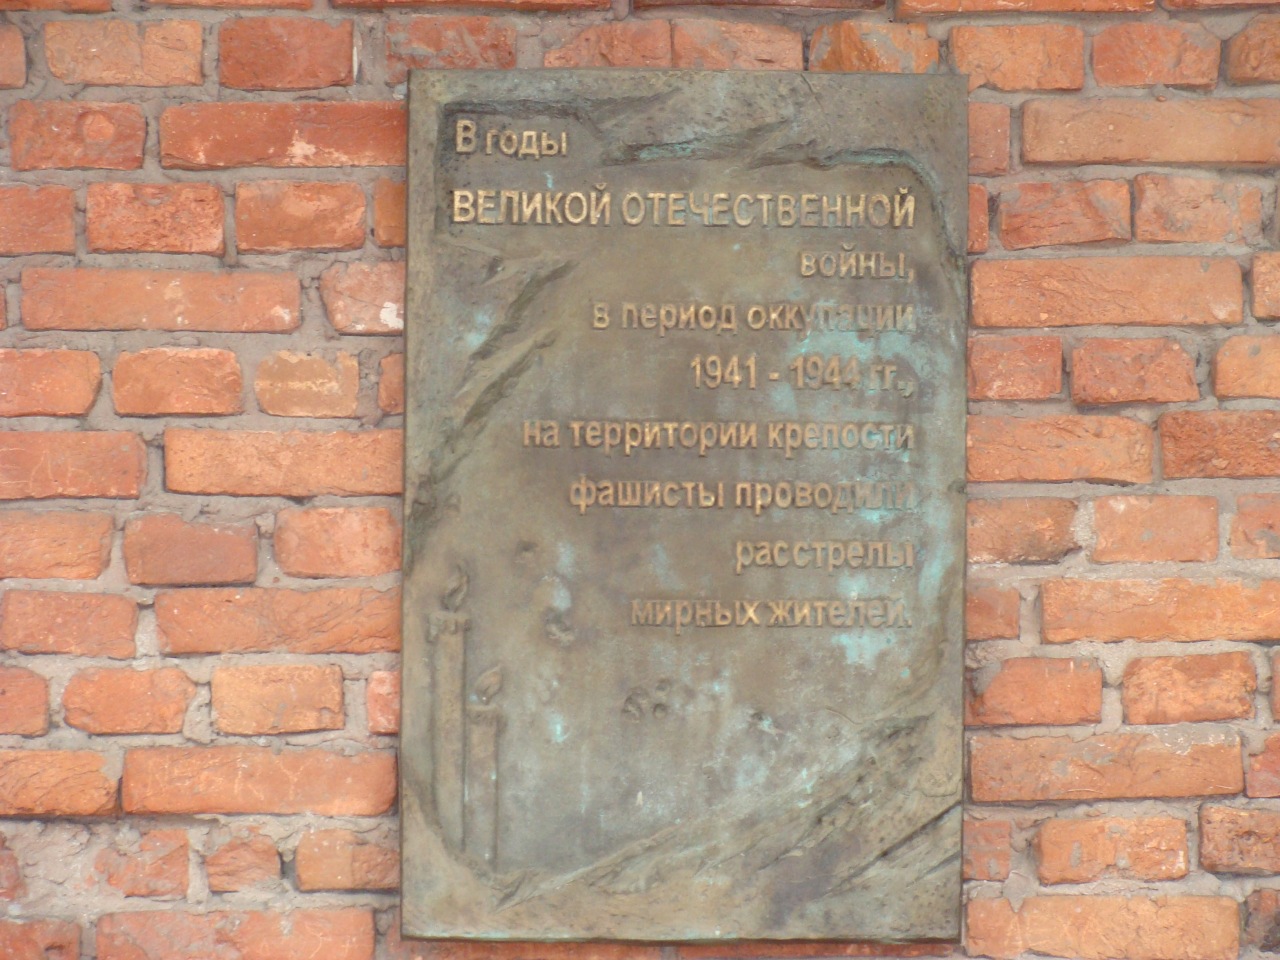 В годы
ВЕЛИКОЙ ОТЕЧЕСТВЕННОЙ
войны,
в период оккупации
1941 - 1944 гг.,
на территории крепости
фашисты проводили
расстрелы
мирных жителей.